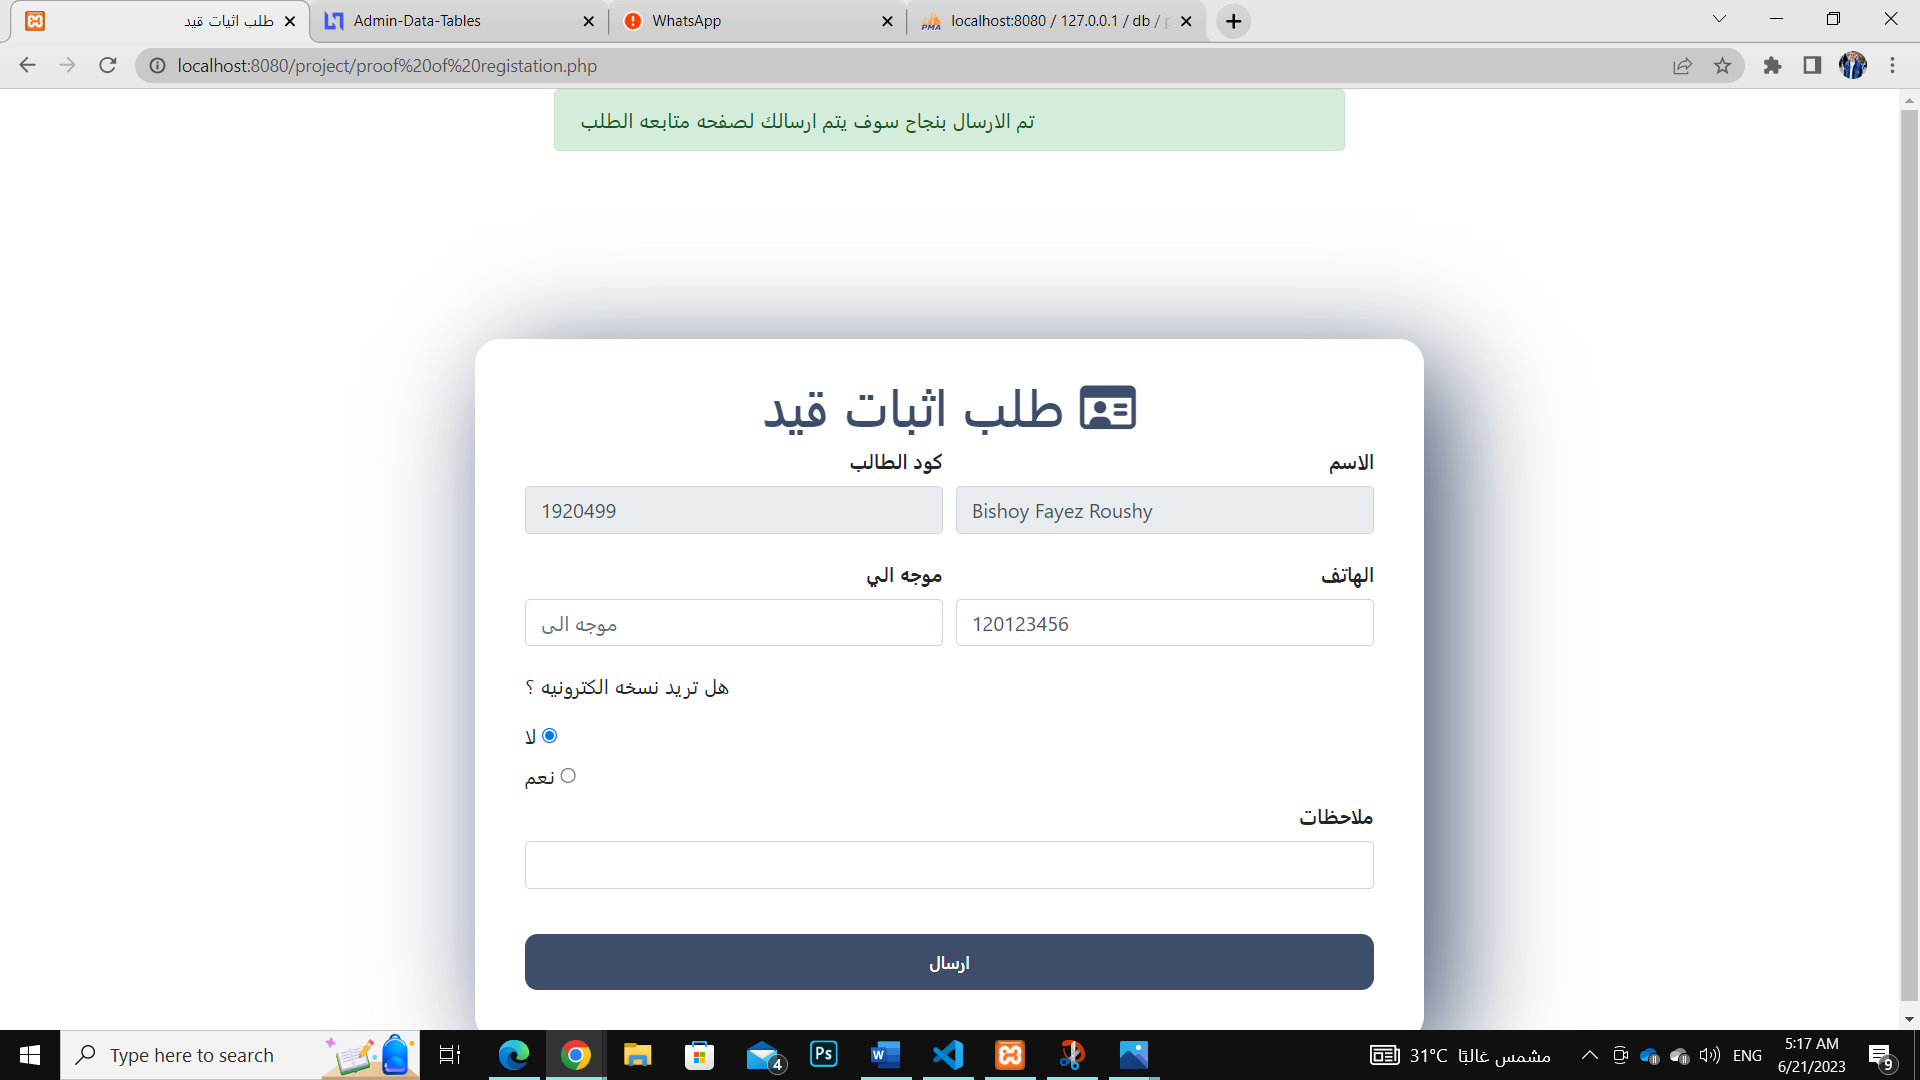 طلب اثبات قيد
Admin-Data-Tables
WhatsApp
localhost:8080 / 127.0.0.1 / db /
localhost:8080/project/proof%20of%20registation.php
تم الارسال بنجاح سوف يتم ارسالك لصفحه متابعه الطلب
طلب اثبات قيد
الاسم
كود الطالب
Bishoy Fayez Roushy
1920499
الهاتف
موجه الي
120123456
موجه الى
هل تريد نسخه الكترونيه ؟
لا
نعم
ملاحظات
ارسال
Type here to search
4
Ps
31°C مشمس غالبًا
ENG
5:17 AM
6/21/2023
9